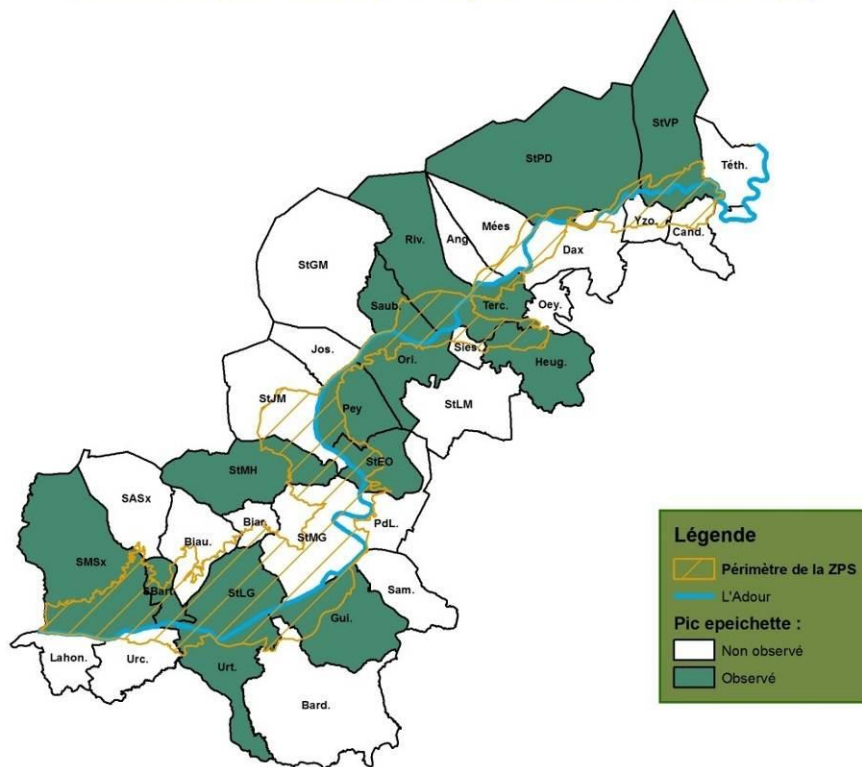 StVP
StPD
Téth.
Mées
Yzo.
Cand.
Riv.
Ang
Dax
StGM
Saub.
Terc.
Oey.
Jos.
Ori.
Sies.
Heug.
StJM
Pey
StLM
StEO
StMH
SASx
Biar.
StMG
PdL.
Biau.
SMSx
SBart
StLG
Sam.
Gui.
Lahon.
Urc.
Urt.
Bard.
Légende
Périmètre de la ZPS
L'Adour
Pic epeichette :
Non observé
Observé